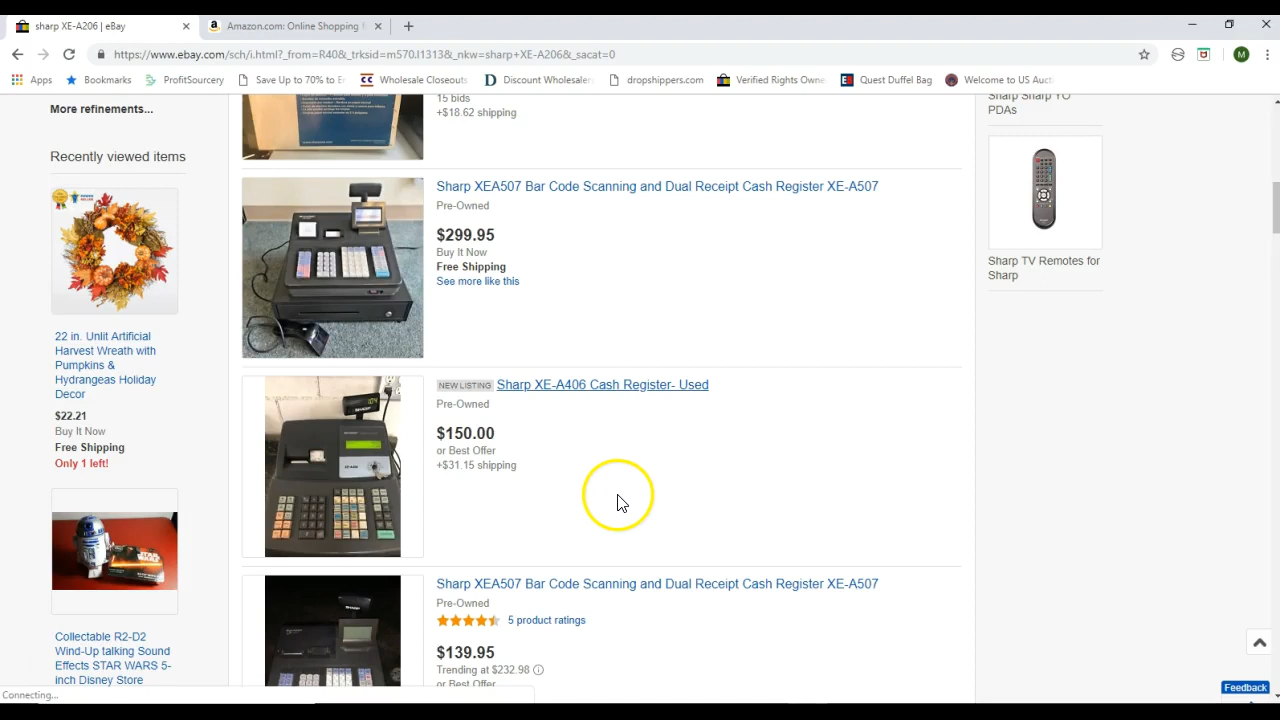 sharp XE-A206 | eBay
Amazon.com: Online Shopping
https://www.ebay.com/sch/i.html?_from=R40&_trksid=m570.l1313&_nkw=sharp+XE-A206&_sacat=0
M
Apps
Bookmarks
ProfitSourcery
Save Up to 70% to E
Wholesale Closeouts
Discount Wholesaler
dropshippers.com
Verified Rights Owne
Quest Duffel Bag
Welcome to US Auct
refinements...
15 bids
+$18.62 shipping
Sharp Sharp YO
PDAs
Recently viewed items
Sharp XEA507 Bar Code Scanning and Dual Receipt Cash Register XE-A507
Pre-Owned
$299.95
Buy It Now
Free Shipping
See more like this
Sharp TV Remotes for
Sharp
22 in. Unlit Artificial
Harvest Wreath with
Pumpkins &
Hydrangeas Holiday
Decor
$22.21
Buy It Now
Free Shipping
Only 1 left!
NEW LISTING Sharp XE-A406 Cash Register- Used
Pre-Owned
$150.00
or Best Offer
+$31.15 shipping
Sharp XEA507 Bar Code Scanning and Dual Receipt Cash Register XE-A507
Pre-Owned
5 product ratings
$139.95
Trending at $232.98
or Best Offer
Collectable R2-D2
Wind-Up talking Sound
Effects STAR WARS 5-
inch Disney Store
Feedback
Connecting...